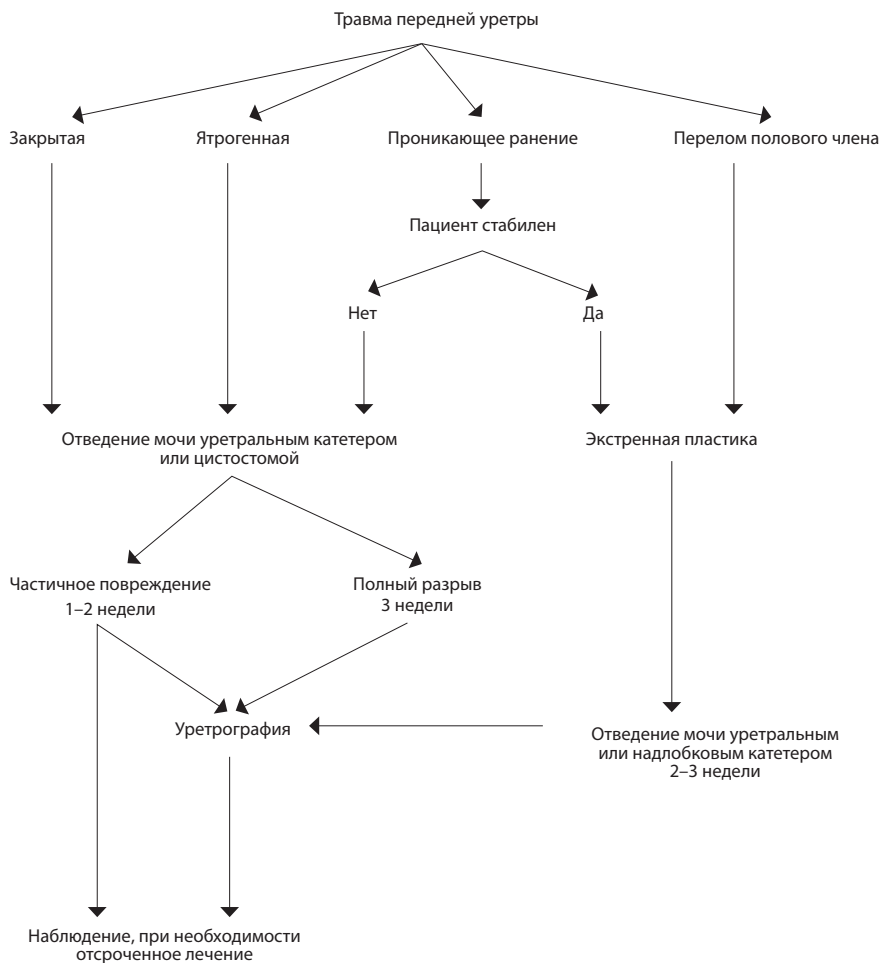 Травма передней уретры
Закрытая
Ятрогенная
Проникающее ранение
Перелом полового члена
Пациент стабилен
Нет
Да
Отведение мочи уретральным катетером
или цистостомой
Экстренная пластика
Частичное повреждение
1–2 недели
Полный разрыв
3 недели
Уретрография
Отведение мочи уретральным
или надлобковым катетером
2–3 недели
Наблюдение, при необходимости
отсроченное лечение